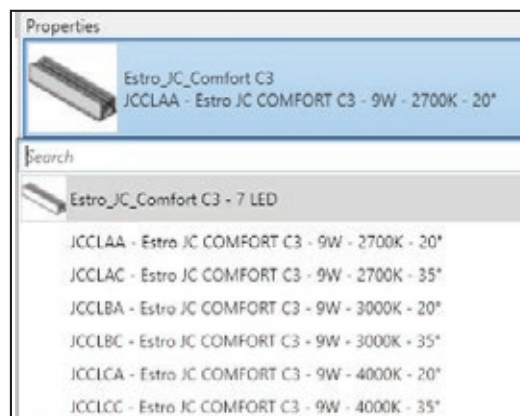 Properties
Estro_JC_Comfort C3
JCCLAA - Estro JC COMFORT C3 - 9W - 2700K - 20°
Search
Estro_JC_Comfort C3 - 7 LED
JCCLAA - Estro JC COMFORT C3 - 9W - 2700K - 20°
JCCLAC - Estro JC COMFORT C3 - 9W - 2700K - 35°
JCCLBA - Estro JC COMFORT C3 - 9W - 3000K - 20°
JCCLBC - Estro JC COMFORT C3 - 9W - 3000K - 35°
JCCLCA - Estro JC COMFORT C3 - 9W - 4000K - 20°
JCCLCC - Estro JC COMFORT C3 - 9W - 4000K - 35°